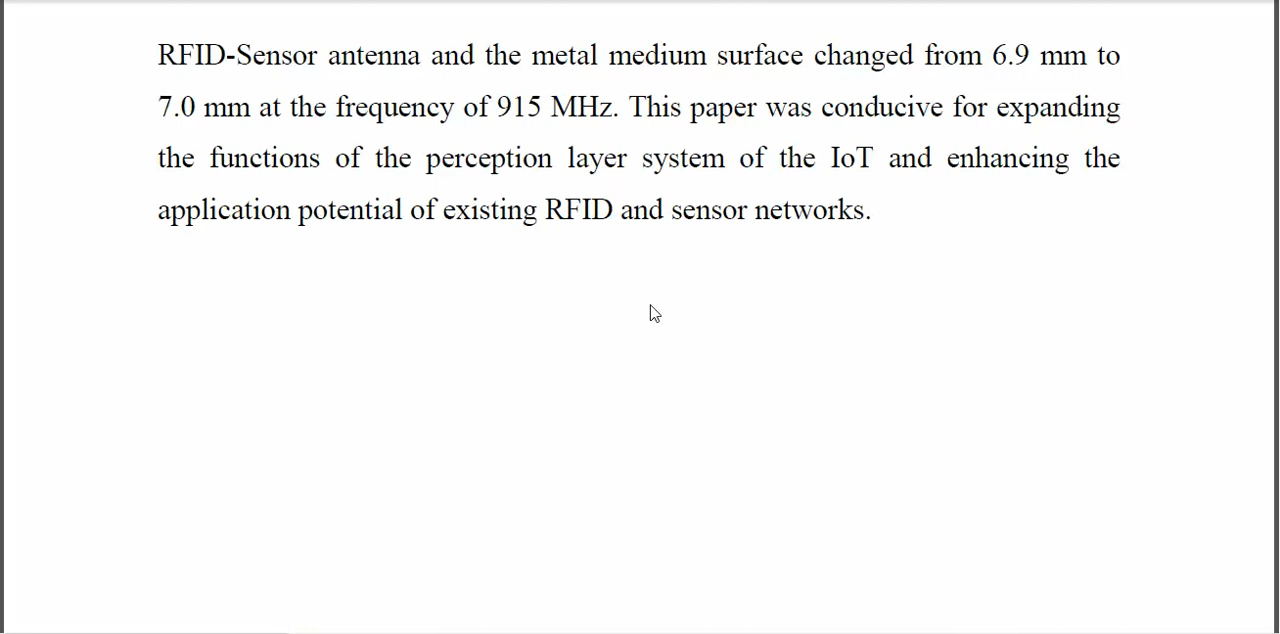 RFID-Sensor antenna and the metal medium surface changed from 6.9 mm to
7.0 mm at the frequency of 915 MHz. This paper was conducive for expanding
the functions of the perception layer system of the IoT and enhancing the
application potential of existing RFID and sensor networks.